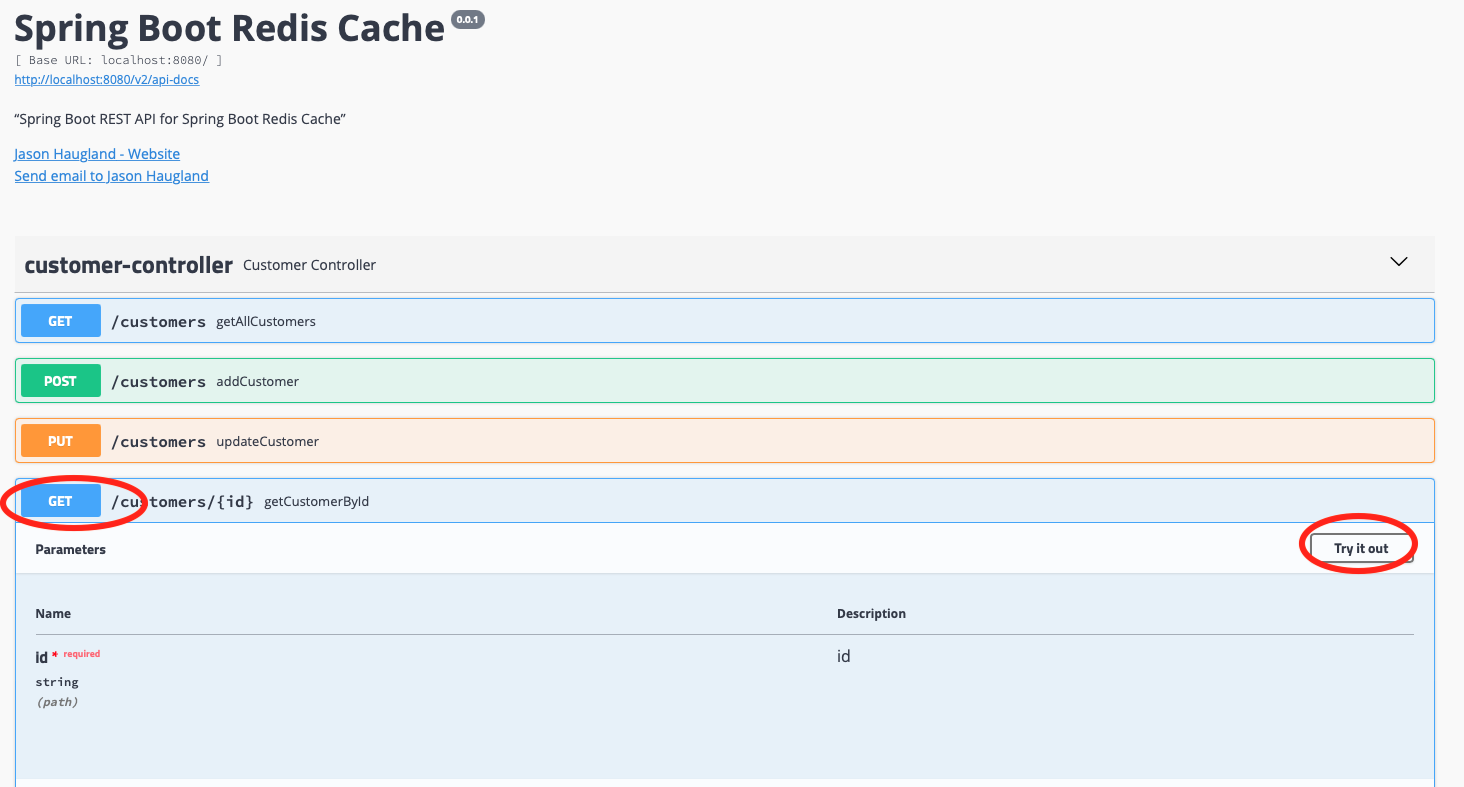 Spring Boot Redis Cache 0.0.1
[ Base URL: localhost:8080/ ]
http://localhost:8080/v2/api-docs
“Spring Boot REST API for Spring Boot Redis Cache”
Jason Haugland - Website
Send email to Jason Haugland
customer-controller Customer Controller
GET /customers getAllCustomers
POST /customers addCustomer
PUT /customers updateCustomer
GET /customers/{id} getCustomerById
Parameters Try it out
Name Description
id * required id
string
(path)